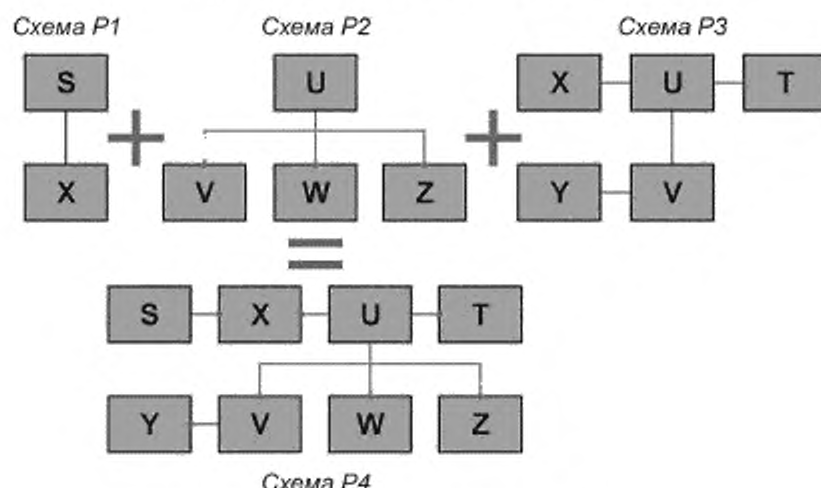 Схема P1
Схема P2
Схема P3
S
U
X U T
+
+
X
V W Z
Y V
=
S X U T
Y V W Z
Схема P4